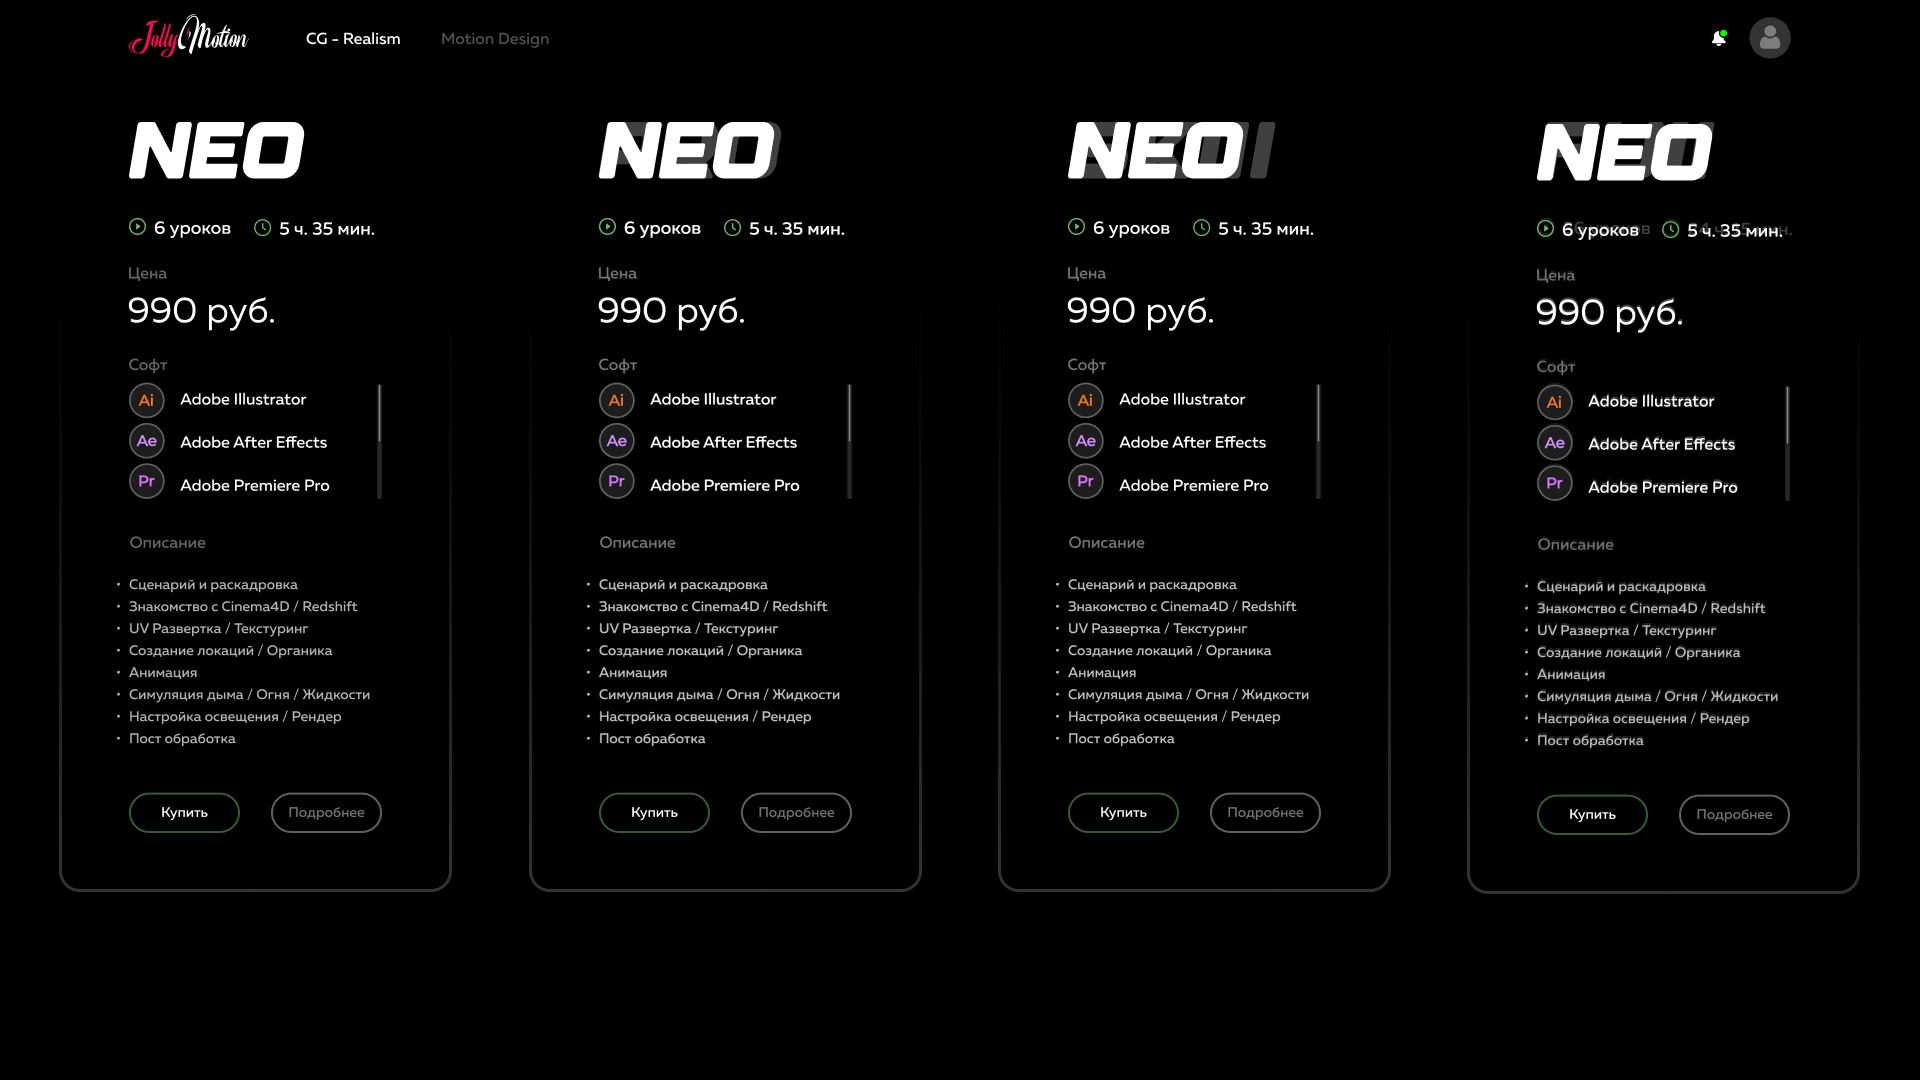 JollyMotion
CG - Realism
Motion Design
NEO
6 уроков
5 ч. 35 мин.
Цена
990 руб.
Софт
Ai Adobe Illustrator
Ae Adobe After Effects
Pr Adobe Premiere Pro
Описание
• Сценарий и раскадровка
• Знакомство с Cinema4D / Redshift
• UV Развертка / Текстуринг
• Создание локаций / Органика
• Анимация
• Симуляция дыма / Огня / Жидкости
• Настройка освещения / Рендер
• Пост обработка
Купить
Подробнее
NEO
6 уроков
5 ч. 35 мин.
Цена
990 руб.
Софт
Ai Adobe Illustrator
Ae Adobe After Effects
Pr Adobe Premiere Pro
Описание
• Сценарий и раскадровка
• Знакомство с Cinema4D / Redshift
• UV Развертка / Текстуринг
• Создание локаций / Органика
• Анимация
• Симуляция дыма / Огня / Жидкости
• Настройка освещения / Рендер
• Пост обработка
Купить
Подробнее
NEO
6 уроков
5 ч. 35 мин.
Цена
990 руб.
Софт
Ai Adobe Illustrator
Ae Adobe After Effects
Pr Adobe Premiere Pro
Описание
• Сценарий и раскадровка
• Знакомство с Cinema4D / Redshift
• UV Развертка / Текстуринг
• Создание локаций / Органика
• Анимация
• Симуляция дыма / Огня / Жидкости
• Настройка освещения / Рендер
• Пост обработка
Купить
Подробнее
NEO
6 уроков
5 ч. 35 мин.
Цена
990 руб.
Софт
Ai Adobe Illustrator
Ae Adobe After Effects
Pr Adobe Premiere Pro
Описание
• Сценарий и раскадровка
• Знакомство с Cinema4D / Redshift
• UV Развертка / Текстуринг
• Создание локаций / Органика
• Анимация
• Симуляция дыма / Огня / Жидкости
• Настройка освещения / Рендер
• Пост обработка
Купить
Подробнее